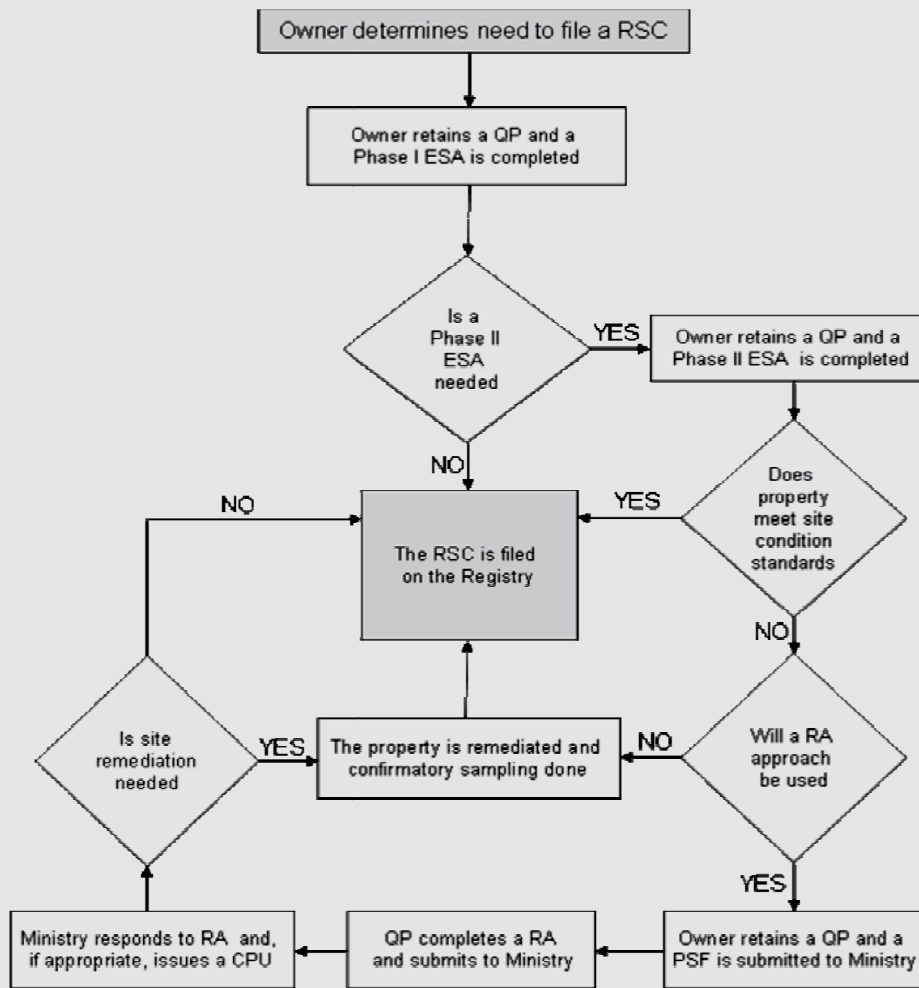 Owner determines need to file a RSC
Owner retains a QP and a
Phase I ESA is completed
Is a
Phase II
ESA
needed
YES
Owner retains a QP and a
Phase II ESA is completed
NO
Does
property
meet site
condition
standards
YES
NO
The RSC is filed
on the Registry
NO
Is site
remediation
needed
YES
The property is remediated and
confirmatory sampling done
NO
Will a RA
approach
be used
YES
Ministry responds to RA and,
if appropriate, issues a CPU
QP completes a RA
and submits to Ministry
Owner retains a QP and a
PSF is submitted to Ministry